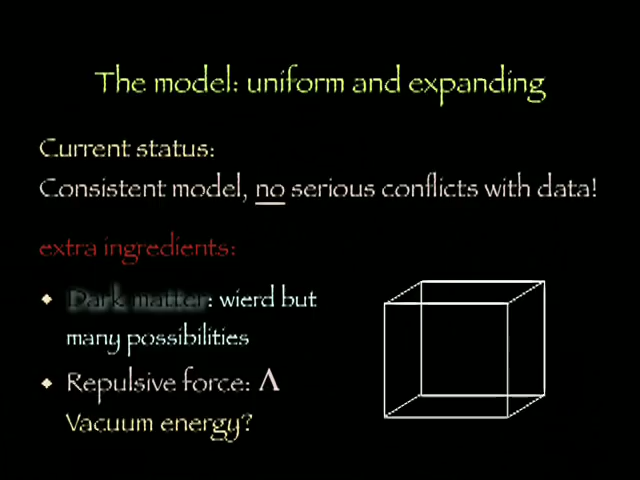 The model: uniform and expanding
Current status:
Consistent model, no serious conflicts with data!
extra ingredients:
Dark matter: wierd but
many possibilities
Repulsive force: Λ
Vacuum energy?